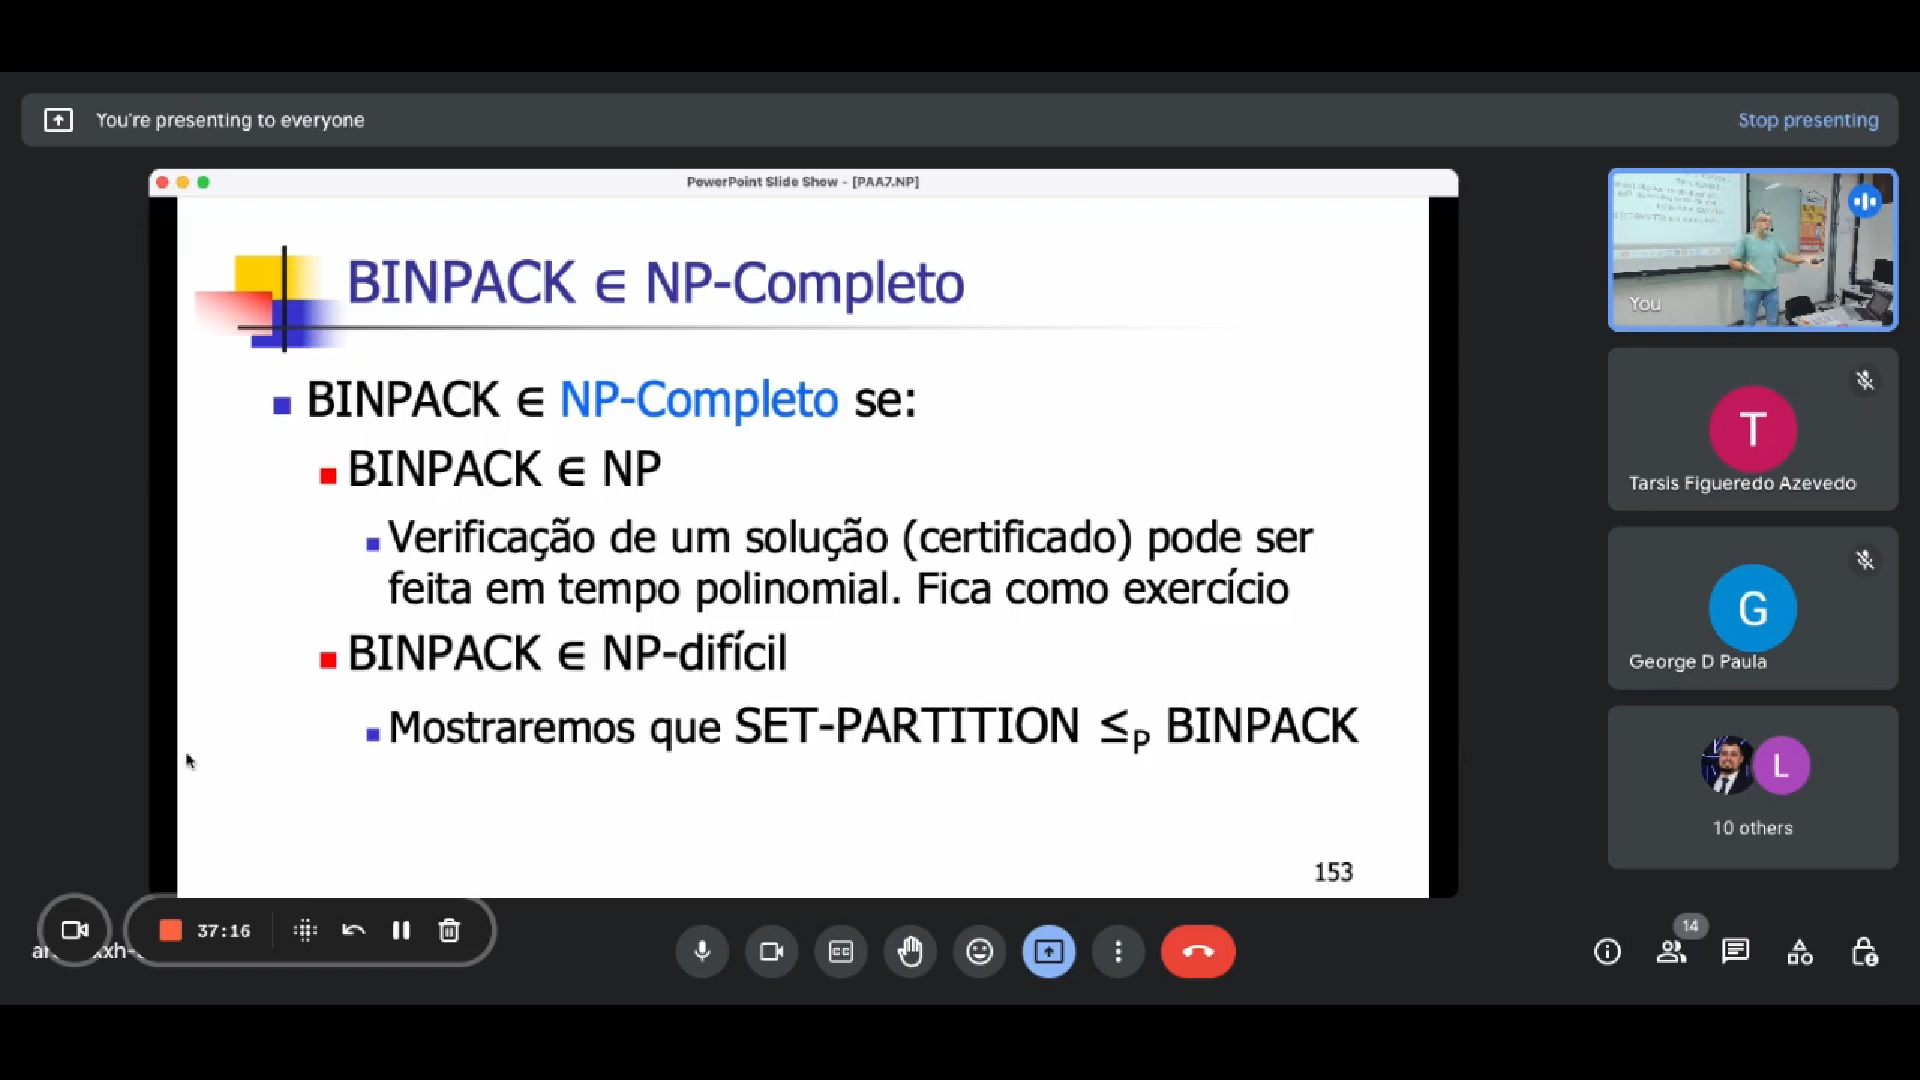 You're presenting to everyone
Stop presenting
PowerPoint Slide Show - [PAA7.NP]
BINPACK ∈ NP-Completo
BINPACK ∈ NP-Completo se:
BINPACK ∈ NP
Verificação de um solução (certificado) pode ser
feita em tempo polinomial. Fica como exercício
BINPACK ∈ NP-difícil
Mostraremos que SET-PARTITION ≤P BINPACK
153
You
T
Tarsis Figueredo Azevedo
G
George D Paula
L
10 others
37:16
CC
14